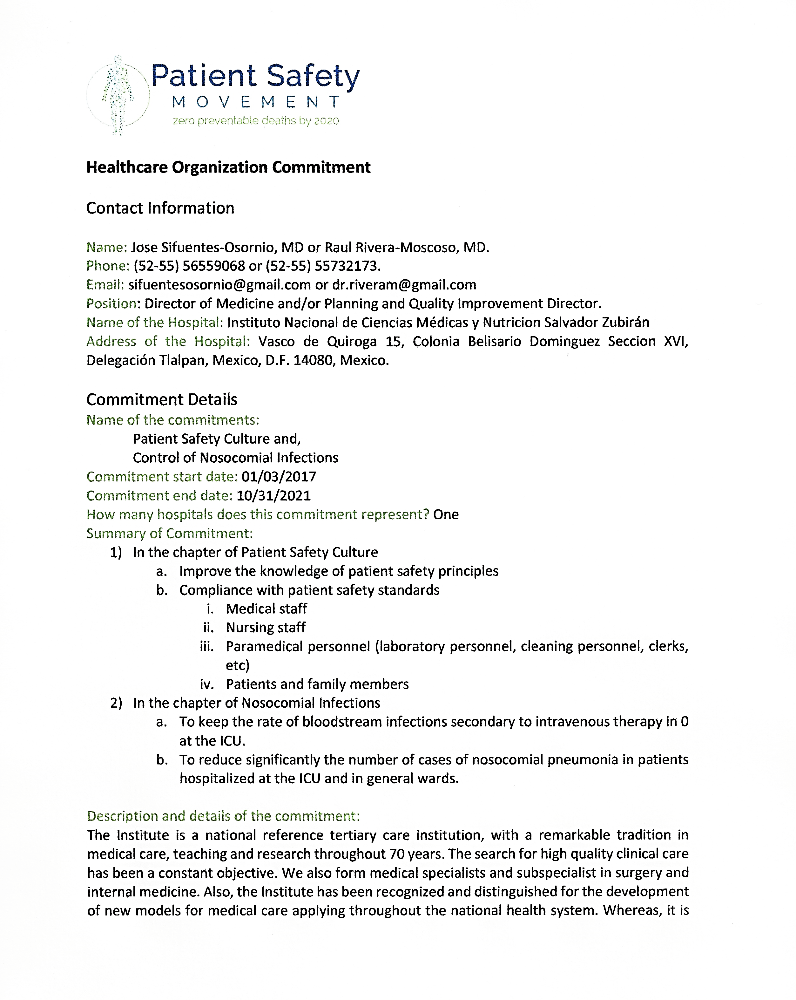 Patient Safety
MOVEMENT
zero preventable deaths by 2020
Healthcare Organization Commitment
Contact Information
Name: Jose Sifuentes-Osornio, MD or Raul Rivera-Moscoso, MD.
Phone: (52-55) 56559068 or (52-55) 55732173.
Email: sifuentesosornio@gmail.com or dr.riveram@gmail.com
Position: Director of Medicine and/or Planning and Quality Improvement Director.
Name of the Hospital: Instituto Nacional de Ciencias Médicas y Nutricion Salvador Zubirán
Address of the Hospital: Vasco de Quiroga 15, Colonia Belisario Dominguez Seccion XVI,
Delegación Tlalpan, Mexico, D.F. 14080, Mexico.
Commitment Details
Name of the commitments:
Patient Safety Culture and,
Control of Nosocomial Infections
Commitment start date: 01/03/2017
Commitment end date: 10/31/2021
How many hospitals does this commitment represent? One
Summary of Commitment:
1) In the chapter of Patient Safety Culture
a. Improve the knowledge of patient safety principles
b. Compliance with patient safety standards
i. Medical staff
ii. Nursing staff
iii. Paramedical personnel (laboratory personnel, cleaning personnel, clerks,
etc)
iv. Patients and family members
2) In the chapter of Nosocomial Infections
a. To keep the rate of bloodstream infections secondary to intravenous therapy in 0
at the ICU.
b. To reduce significantly the number of cases of nosocomial pneumonia in patients
hospitalized at the ICU and in general wards.
Description and details of the commitment:
The Institute is a national reference tertiary care institution, with a remarkable tradition in
medical care, teaching and research throughout 70 years. The search for high quality clinical care
has been a constant objective. We also form medical specialists and subspecialist in surgery and
internal medicine. Also, the Institute has been recognized and distinguished for the development
of new models for medical care applying throughout the national health system. Whereas, it is